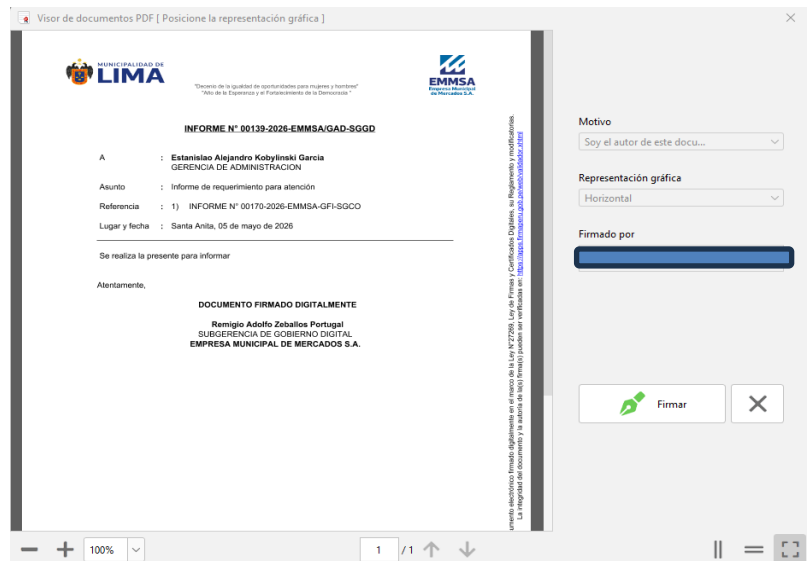 Visor de documentos PDF [ Posicione la representación gráfica ]
MUNICIPALIDAD DE
LIMA
"Decenio de la igualdad de oportunidades para mujeres y hombres"
"Año de la Esperanza y el Fortalecimiento de la Democracia "
EMMSA
Empresa Municipal
de Mercados S.A.
INFORME N° 00139-2026-EMMSA/GAD-SGGD
A : Estanislao Alejandro Kobylinski Garcia
GERENCIA DE ADMINISTRACION
Asunto : Informe de requerimiento para atención
Referencia : 1) INFORME N° 00170-2026-EMMSA-GFI-SGCO
Lugar y fecha : Santa Anita, 05 de mayo de 2026
Se realiza la presente para informar
Atentamente,
DOCUMENTO FIRMADO DIGITALMENTE
Remigio Adolfo Zeballos Portugal
SUBGERENCIA DE GOBIERNO DIGITAL
EMPRESA MUNICIPAL DE MERCADOS S.A.
umento electrónico firmado digitalmente en el marco de la Ley N°27269, Ley de Firmas y Certificados Digitales, su Reglamento y modificatorias.
La integridad del documento y la autoría de la(s) firma(s) pueden ser verificadas en: https://apps.firmaperu.gob.pe/web/validador.xhtml
Motivo
Soy el autor de este docu...
Representación gráfica
Horizontal
Firmado por
Firmar
100%
1 / 1